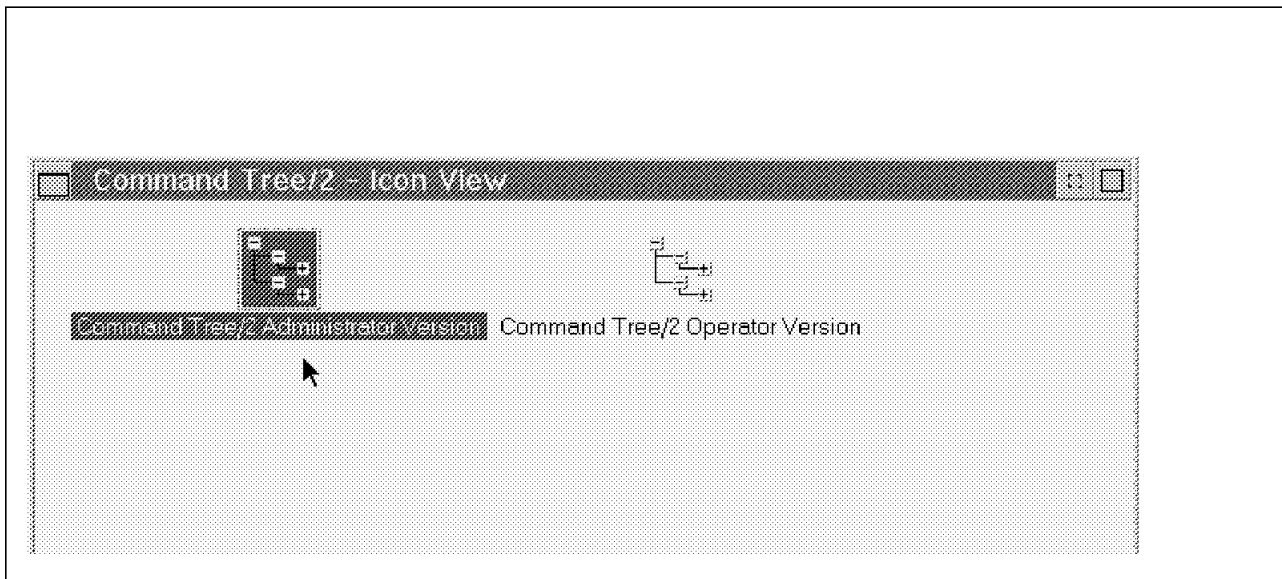 Command Tree/2 - Icon View
Command Tree/2 Administrator Version
Command Tree/2 Operator Version